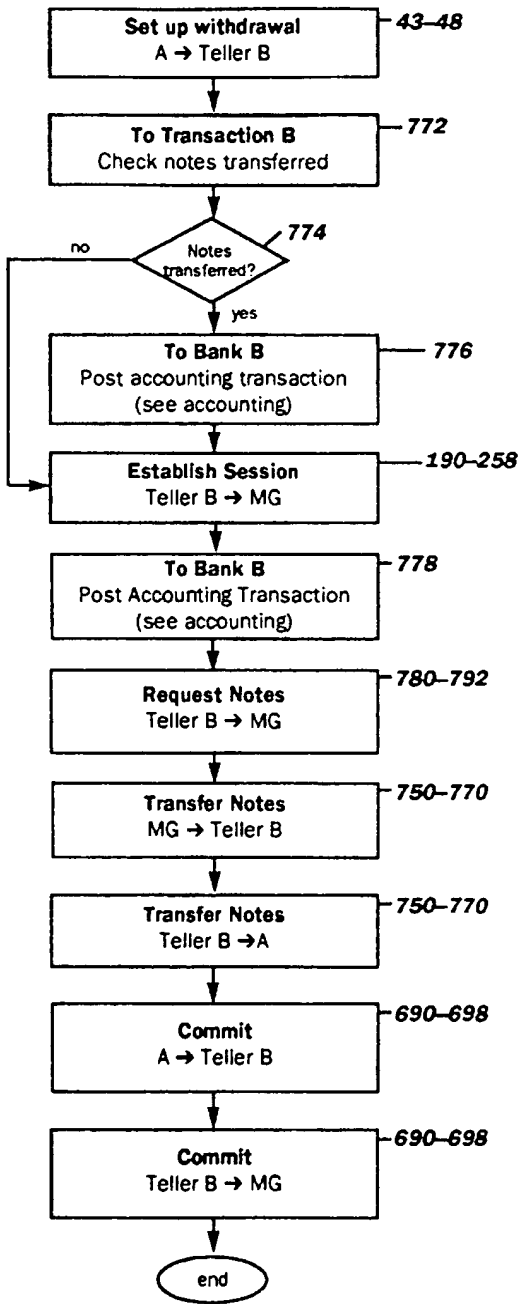 Set up withdrawal
A → Teller B
43–48
To Transaction B
Check notes transferred
772
Notes
transferred?
774
no
yes
To Bank B
Post accounting transaction
(see accounting)
776
Establish Session
Teller B → MG
190–258
To Bank B
Post Accounting Transaction
(see accounting)
778
Request Notes
Teller B → MG
780–792
Transfer Notes
MG → Teller B
750–770
Transfer Notes
Teller B → A
750–770
Commit
A → Teller B
690–698
Commit
Teller B → MG
690–698
end